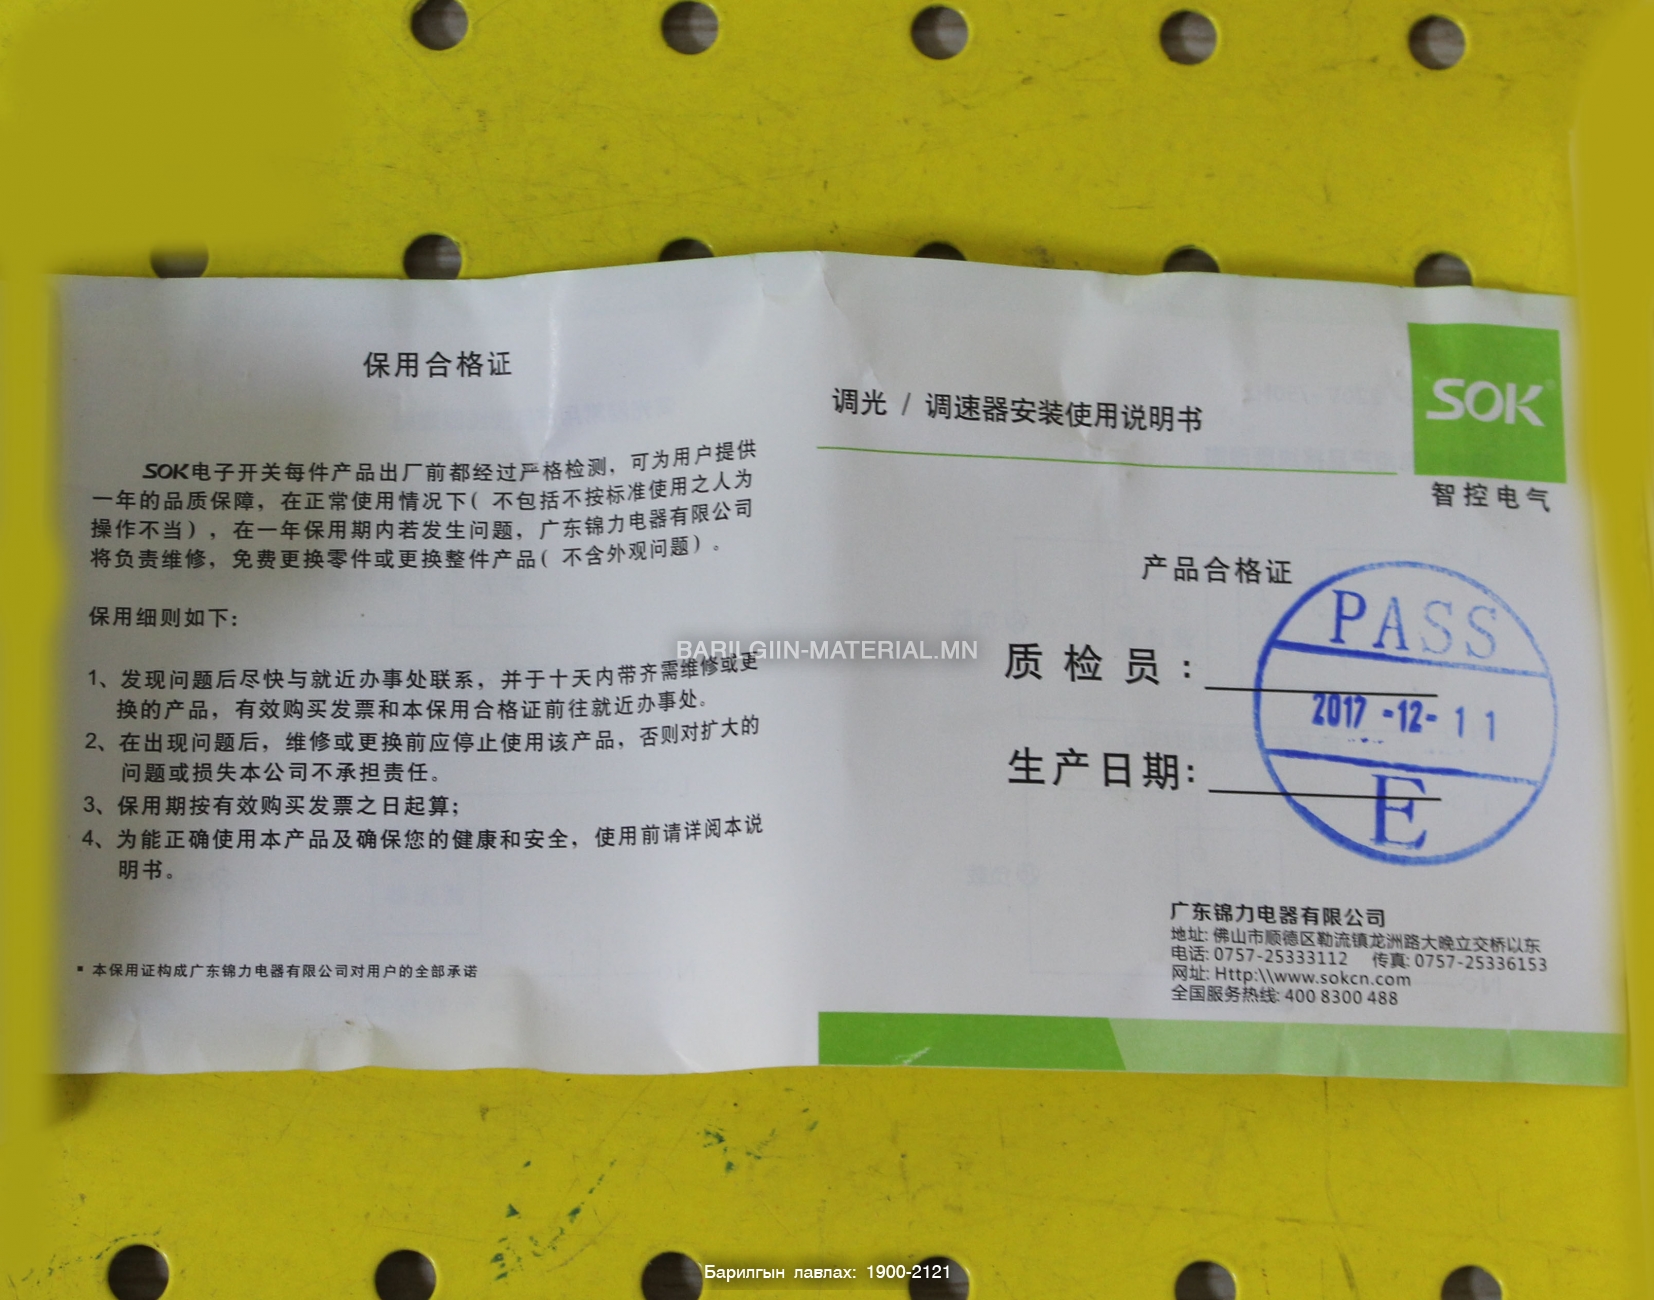 保用合格证
SOK电子开关每件产品出厂前都经过严格检测，可为用户提供
一年的品质保障，在正常使用情况下( 不包括不按标准使用之人为
操作不当)，在一年保用期内若发生问题，广东锦力电器有限公司
将负责维修，免费更换零件或更换整件产品( 不含外观问题)。
保用细则如下：
1、发现问题后尽快与就近办事处联系，并于十天内带齐需维修或更
换的产品，有效购买发票和本保用合格证前往就近办事处。
2、在出现问题后，维修或更换前应停止使用该产品，否则对扩大的
问题或损失本公司不承担责任。
3、保用期按有效购买发票之日起算；
4、为能正确使用本产品及确保您的健康和安全，使用前请详阅本说
明书。
▪ 本保用证构成广东锦力电器有限公司对用户的全部承诺
SOK®
智控电气
调光 / 调速器安装使用说明书
产品合格证
质检员：
生产日期：
PASS
2017-12-11
E
广东锦力电器有限公司
地址: 佛山市顺德区勒流镇龙洲路大晚立交桥以东
电话: 0757-25333112 传真: 0757-25336153
网址: Http:\\www.sokcn.com
全国服务热线: 400 8300 488
BARILGIIN-MATERIAL.MN
Барилгын лавлах: 1900-2121